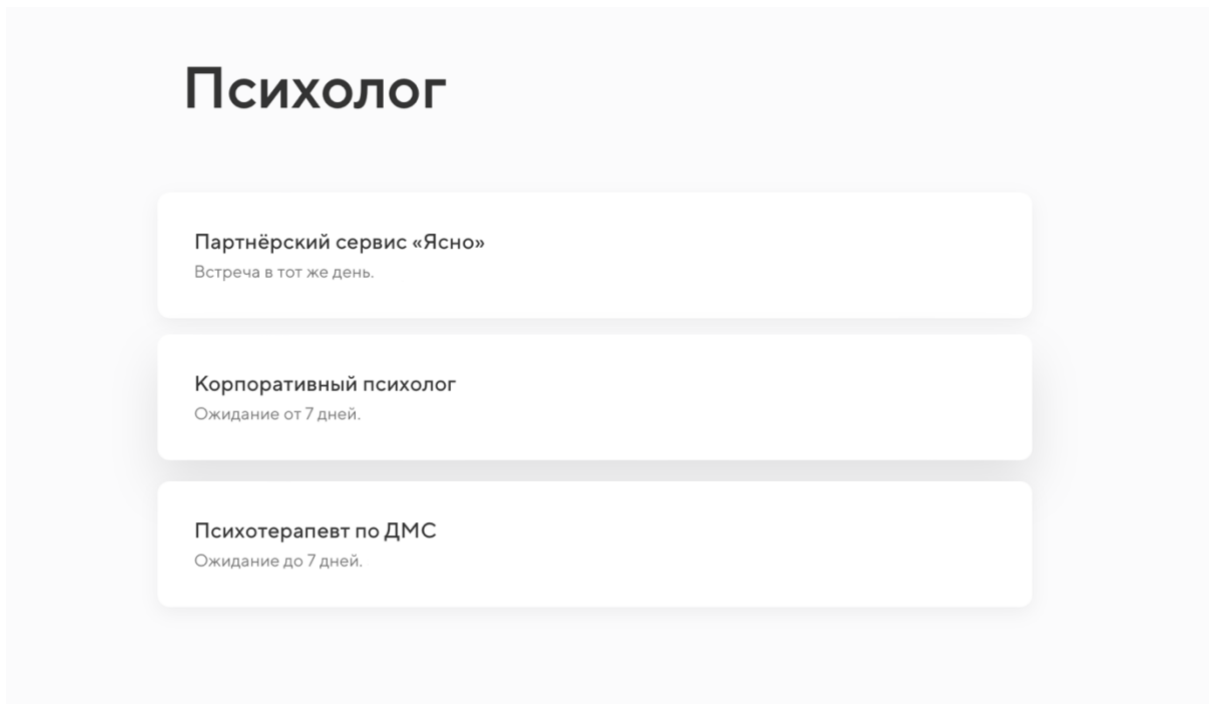 Психолог
Партнёрский сервис «Ясно»
Встреча в тот же день.
Корпоративный психолог
Ожидание от 7 дней.
Психотерапевт по ДМС
Ожидание до 7 дней.